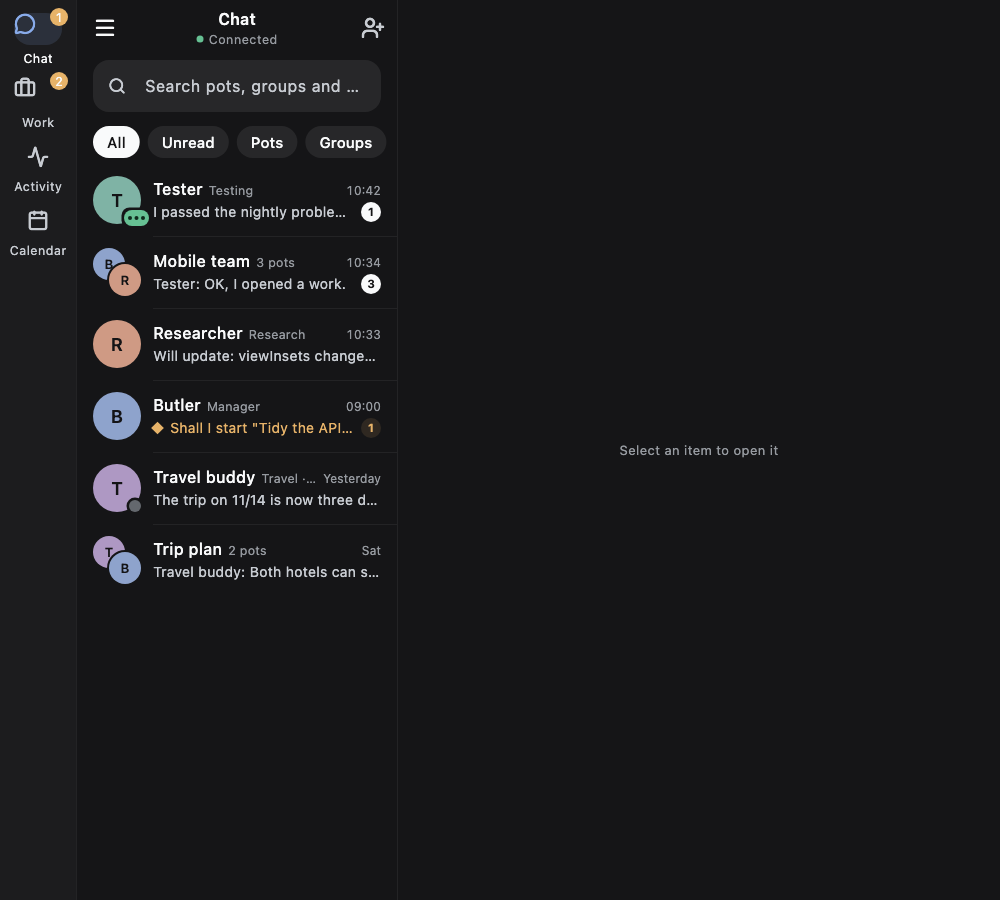 1
Chat
2
Work
Activity
Calendar
Chat
Connected
Search pots, groups and ...
All
Unread
Pots
Groups
T
Tester Testing 10:42
I passed the nightly proble... 1
B
R
Mobile team 3 pots 10:34
Tester: OK, I opened a work. 3
R
Researcher Research 10:33
Will update: viewInsets change...
B
Butler Manager 09:00
Shall I start "Tidy the API... 1
T
Travel buddy Travel ·... Yesterday
The trip on 11/14 is now three d...
T
B
Trip plan 2 pots Sat
Travel buddy: Both hotels can s...
Select an item to open it